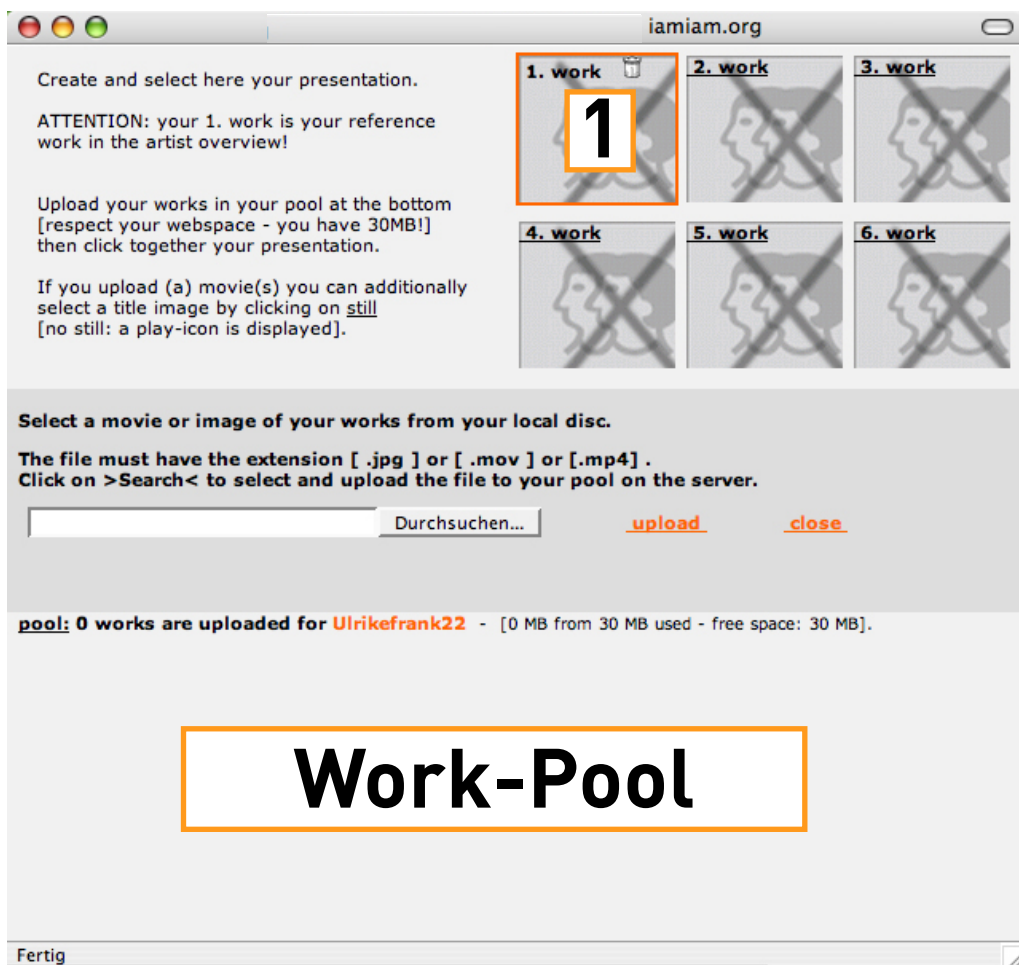 iamiam.org
Create and select here your presentation.
ATTENTION: your 1. work is your reference
work in the artist overview!
Upload your works in your pool at the bottom
[respect your webspace - you have 30MB!]
then click together your presentation.
If you upload (a) movie(s) you can additionally
select a title image by clicking on still
[no still: a play-icon is displayed].
1. work
2. work
3. work
1
4. work
5. work
6. work
Select a movie or image of your works from your local disc.
The file must have the extension [ .jpg ] or [ .mov ] or [.mp4] .
Click on >Search< to select and upload the file to your pool on the server.
Durchsuchen...
upload
close
pool: 0 works are uploaded for Ulrikefrank22 - [0 MB from 30 MB used - free space: 30 MB].
Work-Pool
Fertig